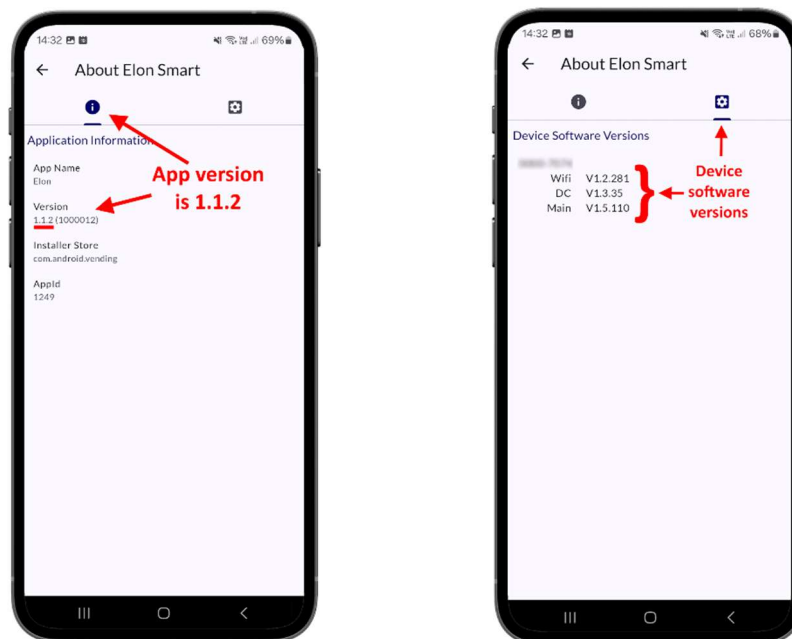 14:32
69%
About Elon Smart
Application Information
App Name
Elon
Version
1.1.2 (1000012)
Installer Store
com.android.vending
AppId
1249
App version
is 1.1.2
14:32
68%
About Elon Smart
Device Software Versions
Wifi V1.2.281
DC V1.3.35
Main V1.5.110
Device
software
versions